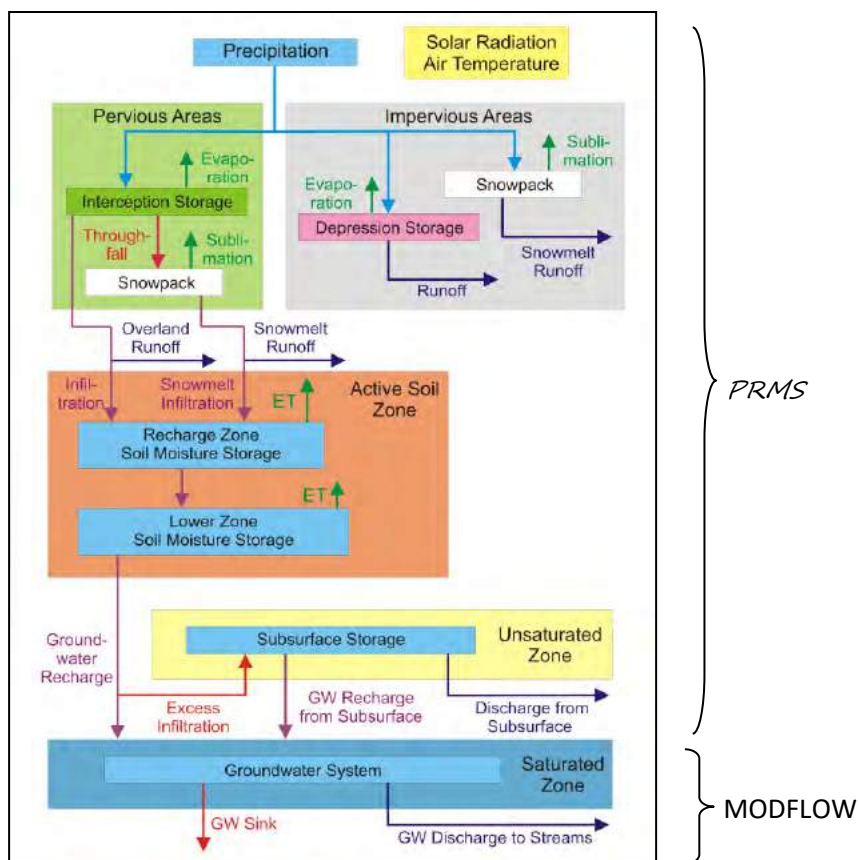 Precipitation
Solar Radiation
Air Temperature
Pervious Areas
Impervious Areas
Evapo-
ration
Interception Storage
Through-
fall
Subli-
mation
Snowpack
Evapo-
ration
Depression Storage
Runoff
Subli-
mation
Snowpack
Snowmelt
Runoff
Overland
Runoff
Snowmelt
Runoff
Infil-
tration
Snowmelt
Infiltration
ET
Active Soil
Zone
Recharge Zone
Soil Moisture Storage
ET
Lower Zone
Soil Moisture Storage
PRMS
Ground-
water
Recharge
Subsurface Storage
Unsaturated
Zone
Excess
Infiltration
GW Recharge
from Subsurface
Discharge from
Subsurface
Groundwater System
Saturated
Zone
GW Sink
GW Discharge to Streams
MODFLOW